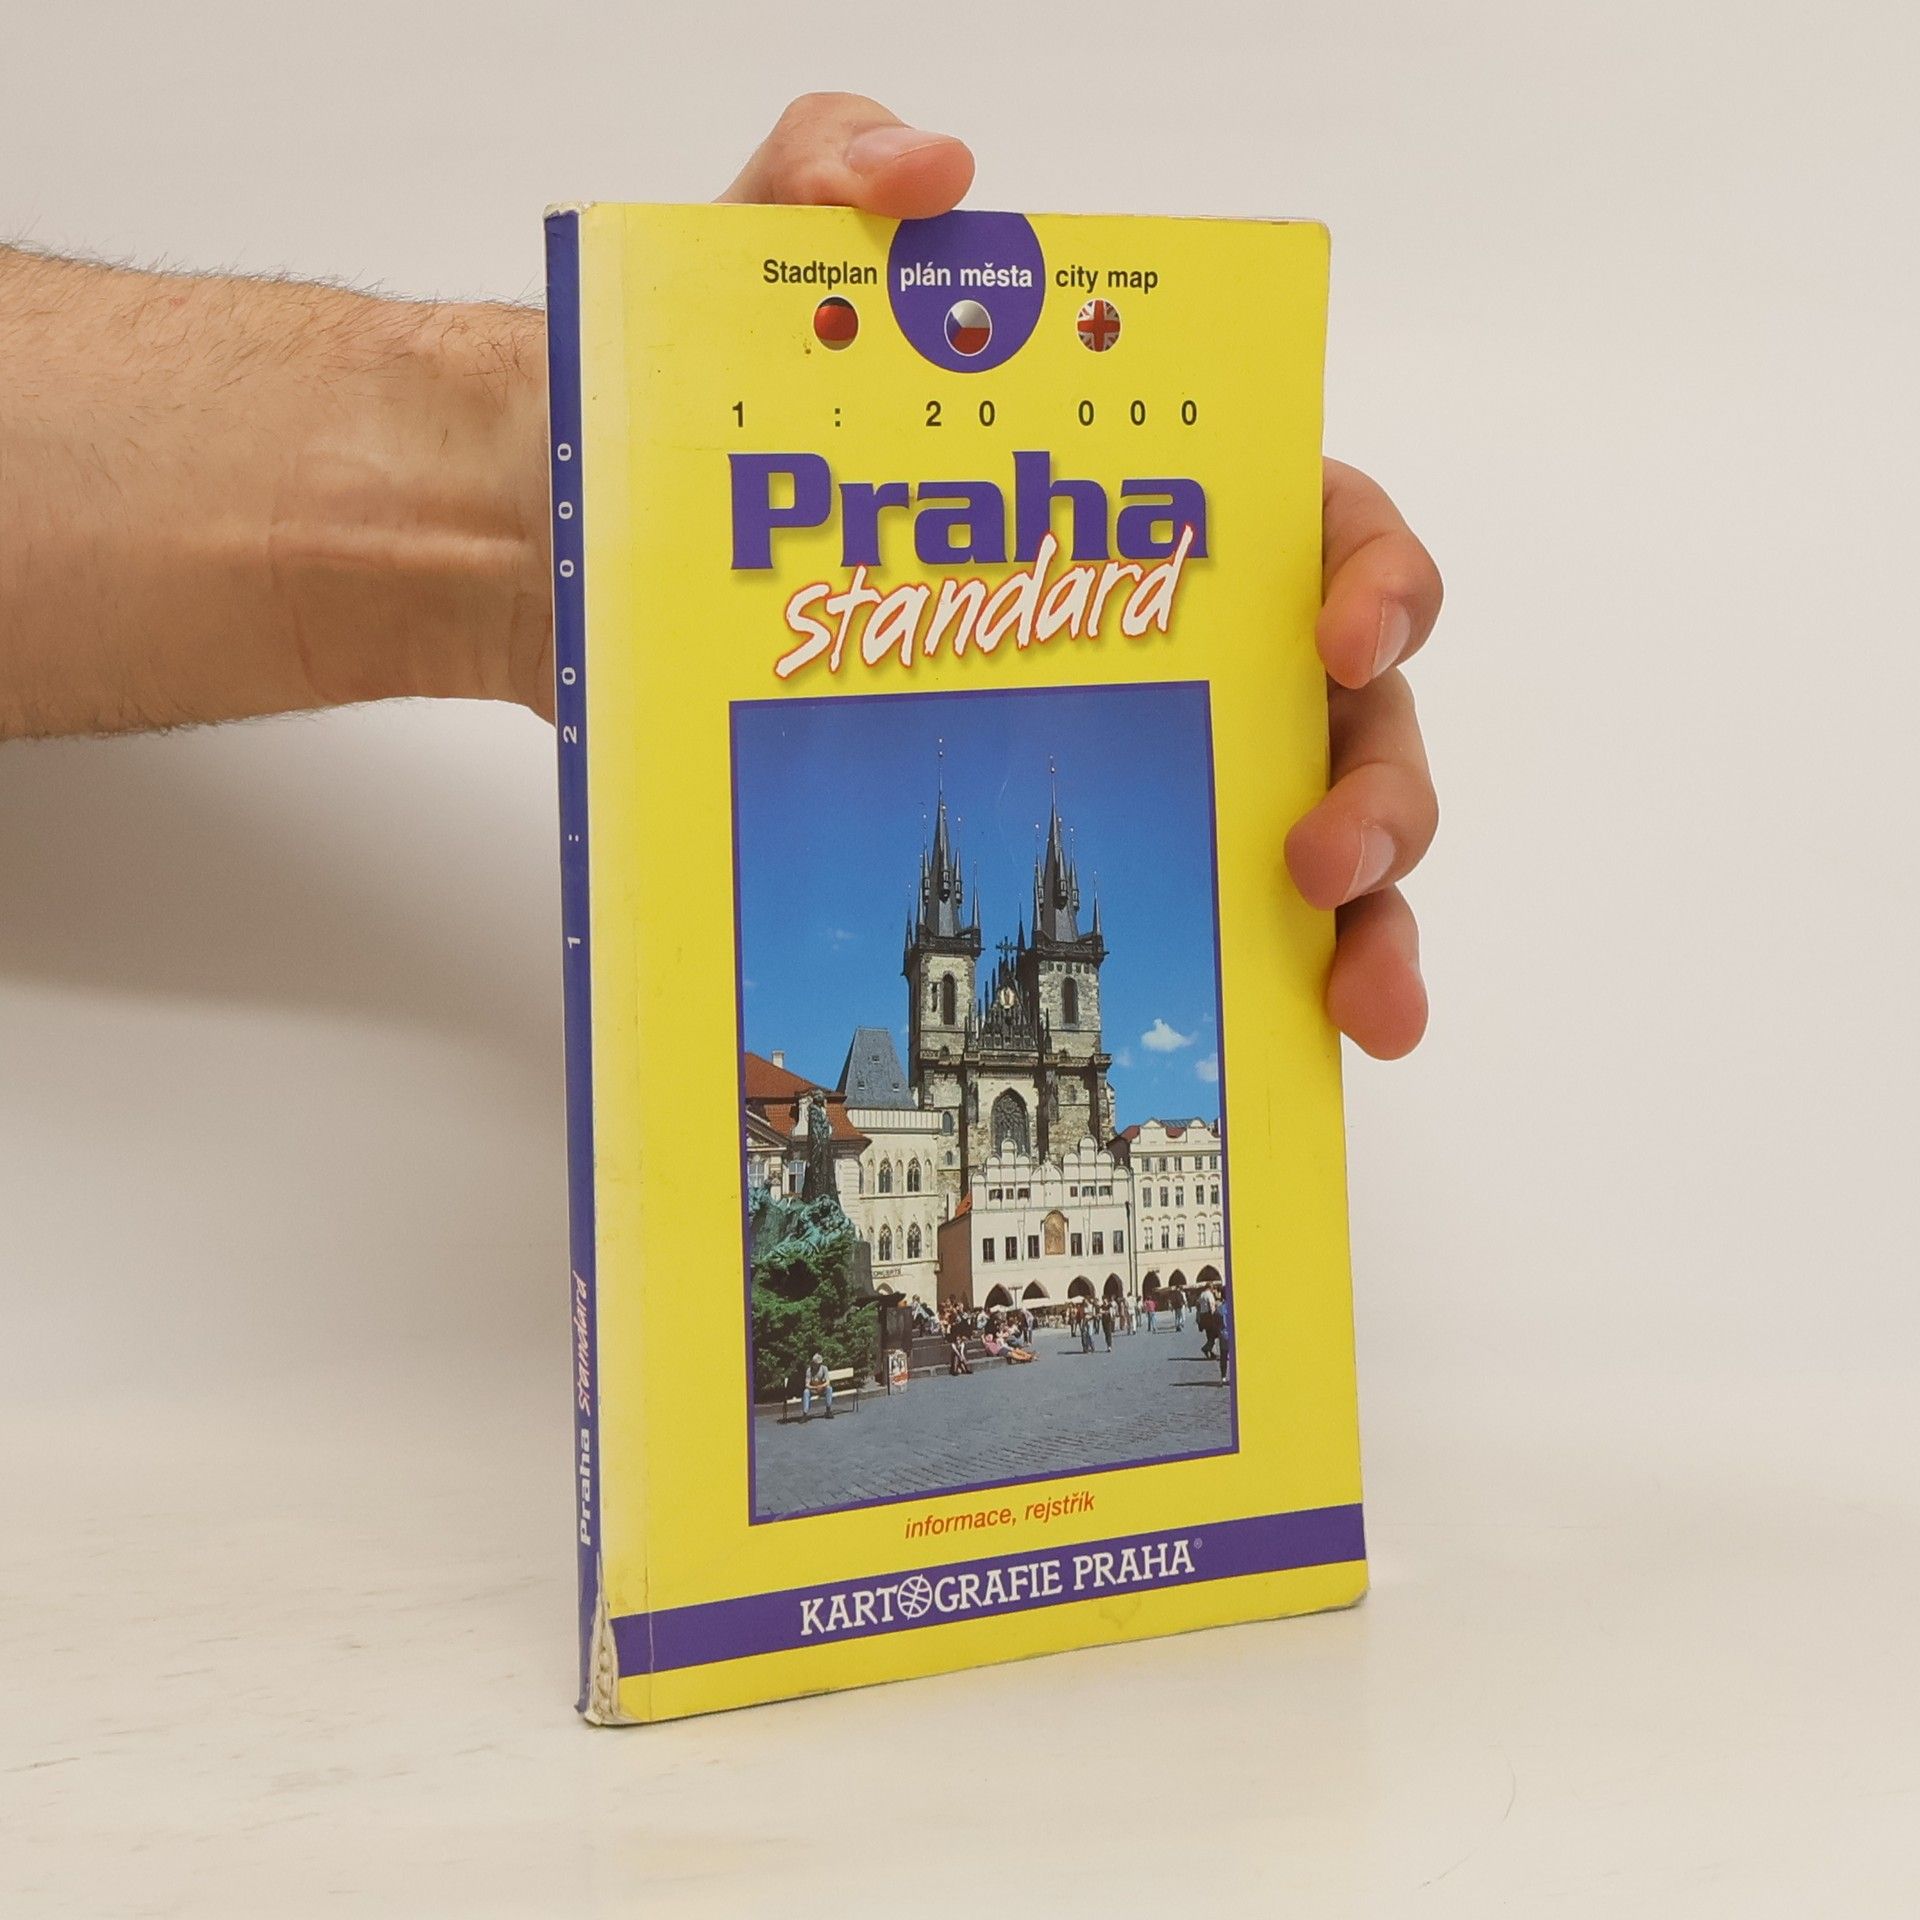 Stadtplan plán města city map
1 : 20 000
Praha
standard
informace, rejstřík
KARTOGRAFIE PRAHA®
Praha standard 1 : 20 000